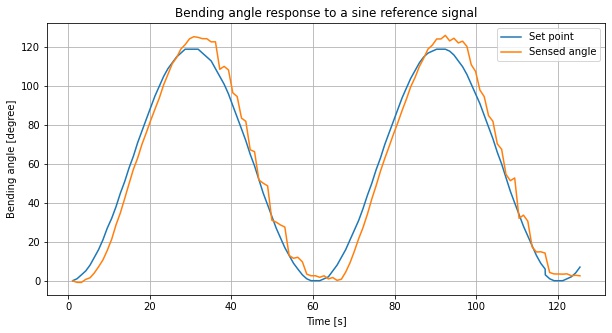 Bending angle response to a sine reference signal
Set point
Sensed angle
Bending angle [degree]
120
100
80
60
40
20
0
0 20 40 60 80 100 120
Time [s]